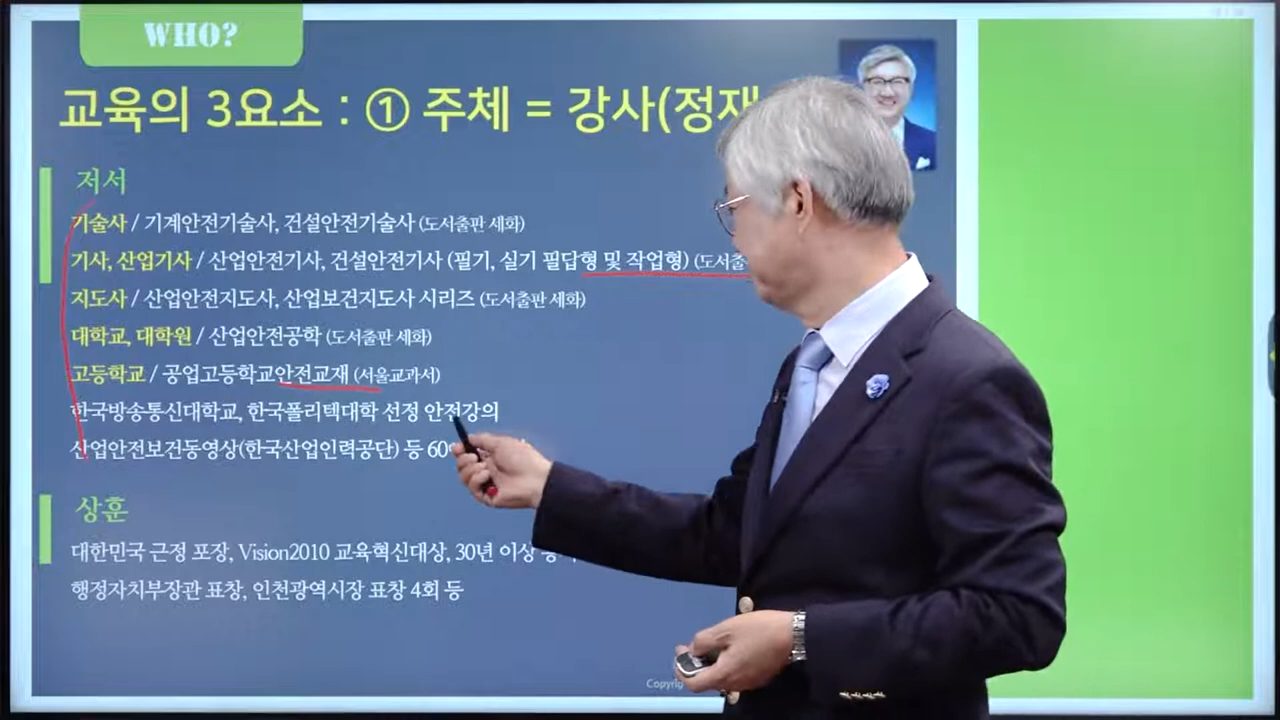 WHO?
교육의 3요소 : ① 주체 = 강사(정재
저서
기술사 / 기계안전기술사, 건설안전기술사 (도서출판 세화)
기사, 산업기사 / 산업안전기사, 건설안전기사 (필기, 실기 필답형 및 작업형) (도서출
지도사 / 산업안전지도사, 산업보건지도사 시리즈 (도서출판 세화)
대학교, 대학원 / 산업안전공학 (도서출판 세화)
고등학교 / 공업고등학교안전교재 (서울교과서)
한국방송통신대학교, 한국폴리텍대학 선정 안전강의
산업안전보건동영상(한국산업인력공단) 등 60
상훈
대한민국 근정 포장, Vision2010 교육혁신대상, 30년 이상
행정자치부장관 표창, 인천광역시장 표창 4회 등